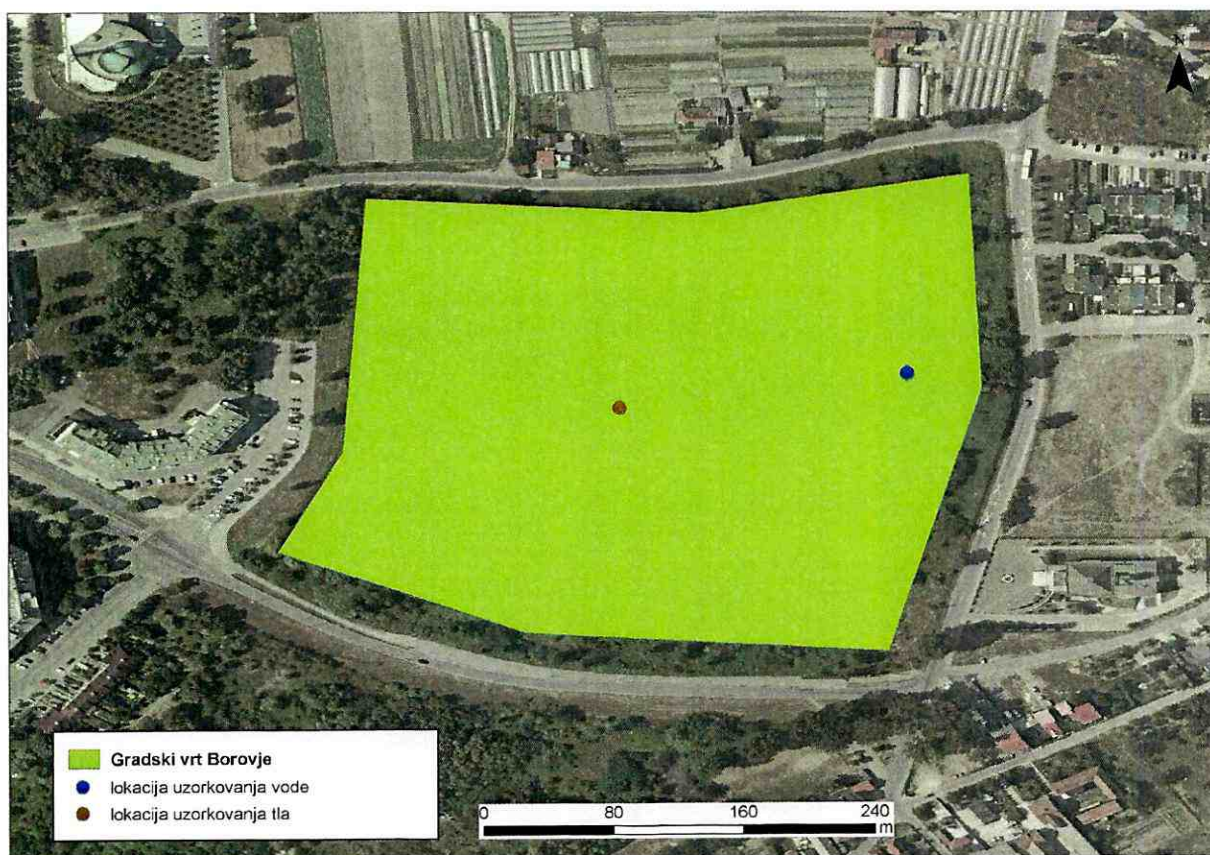 Gradski vrt Borovje
lokacija uzorkovanja vode
lokacija uzorkovanja tla
0 80 160 240
m